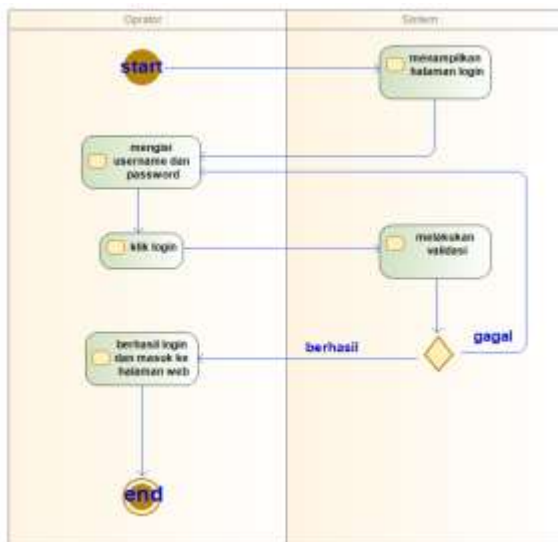 Oprator
Sistem
start
menampilkan
halaman login
mengisi
username dan
password
klik login
melakukan
validasi
berhasil
gagal
berhasil login
dan masuk ke
halaman web
end